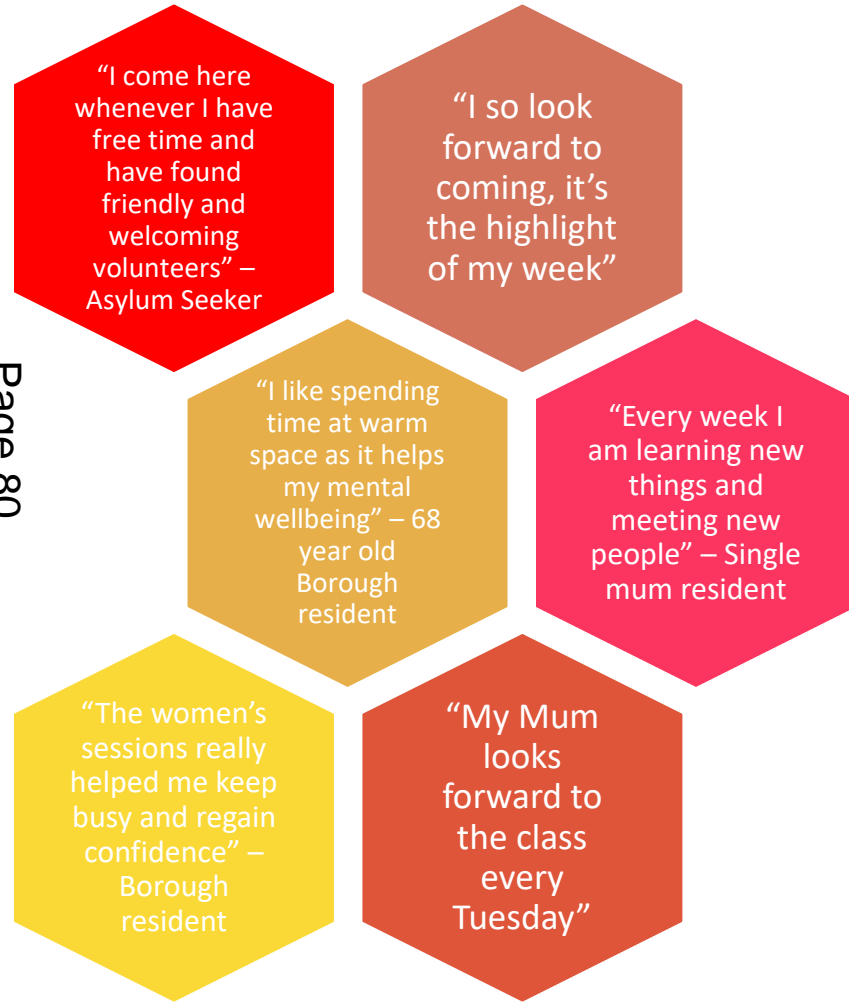 “I come here
whenever I have
free time and
have found
friendly and
welcoming
volunteers” –
Asylum Seeker
“I so look
forward to
coming, it’s
the highlight
of my week”
“I like spending
time at warm
space as it helps
my mental
wellbeing” – 68
year old
Borough
resident
“Every week I
am learning new
things and
meeting new
people” – Single
mum resident
“The women’s
sessions really
helped me keep
busy and regain
confidence” –
Borough
resident
“My Mum
looks
forward to
the class
every
Tuesday”
Page 80